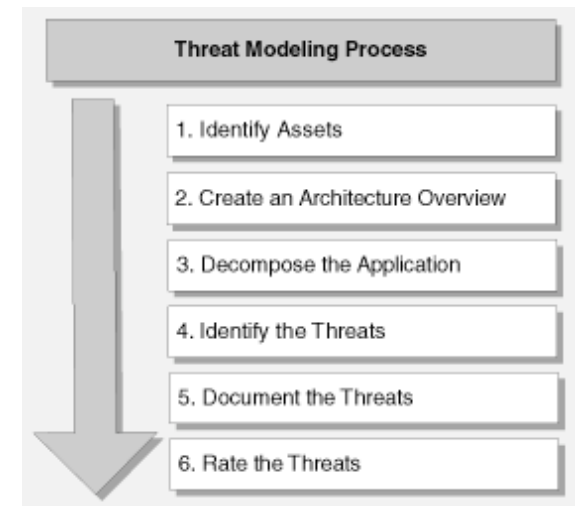 Threat Modeling Process
1. Identify Assets
2. Create an Architecture Overview
3. Decompose the Application
4. Identify the Threats
5. Document the Threats
6. Rate the Threats